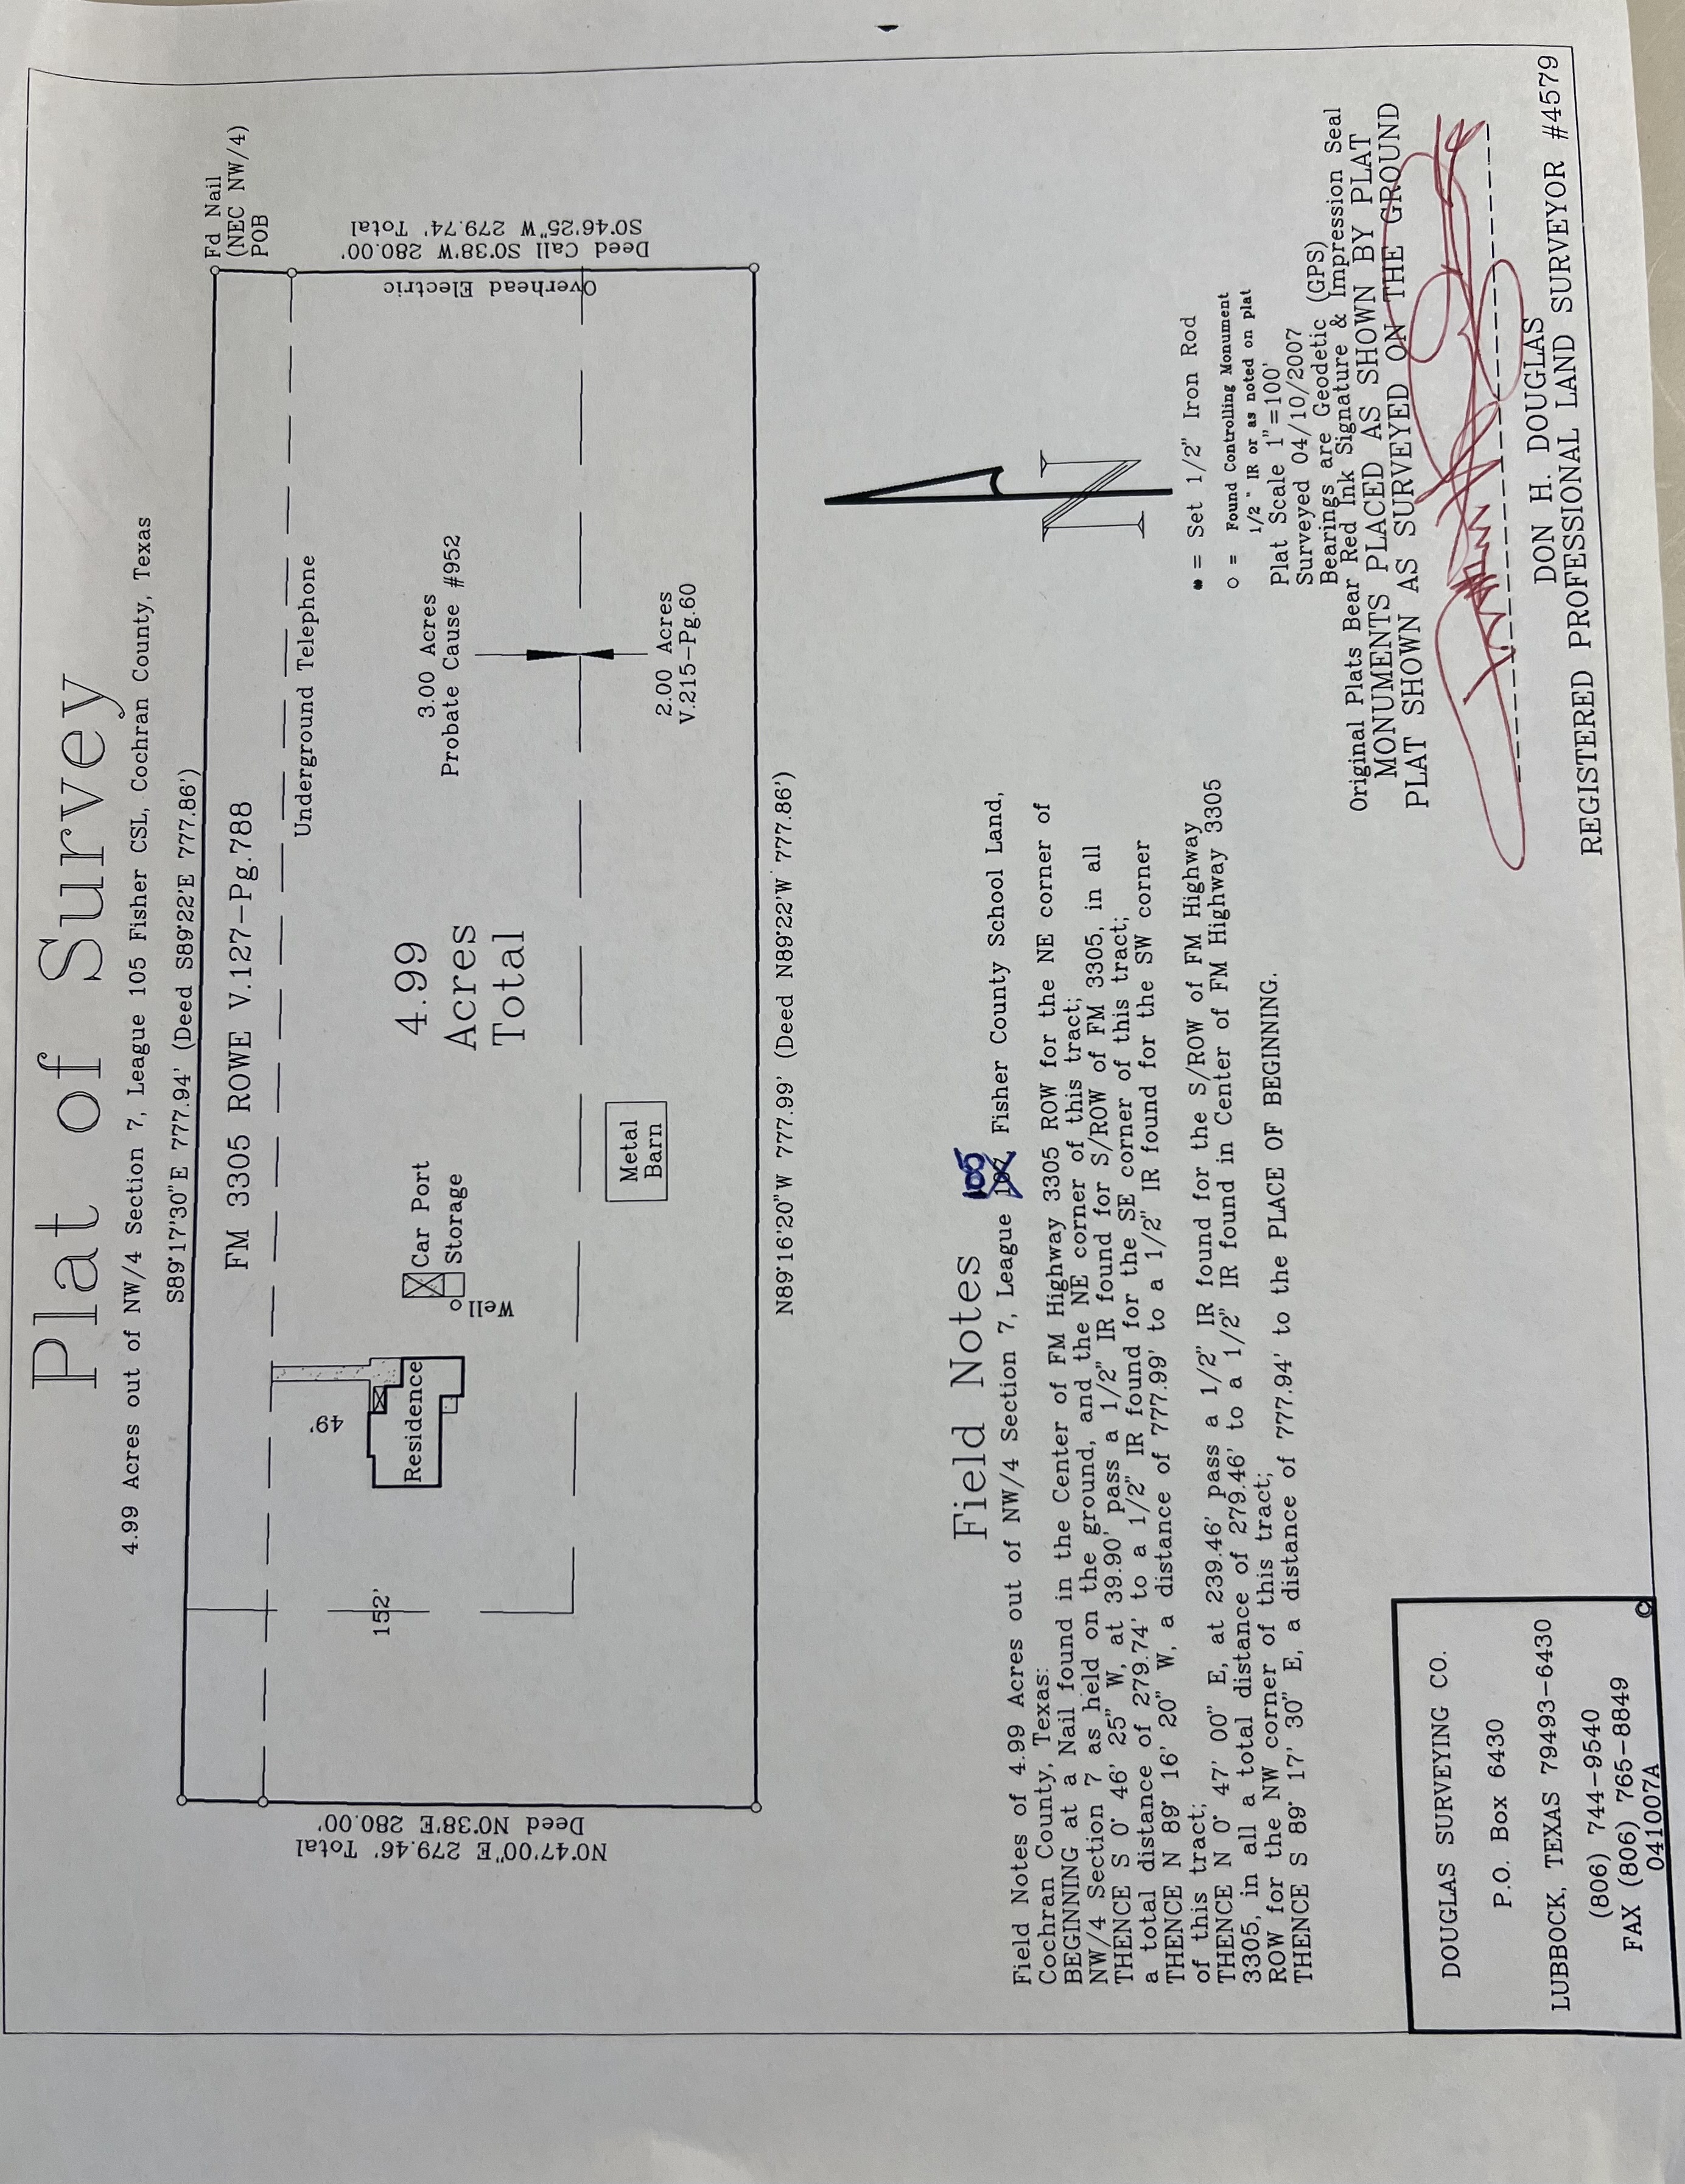 Plat of Survey
4.99 Acres out of NW/4 Section 7, League 105 Fisher CSL, Cochran County, Texas
S89°17'30"E 777.94' (Deed S89°22'E 777.86')
Fd Nail
(NEC NW/4)
POB
FM 3305 ROWE V.127-Pg.788
Underground Telephone
152'
49'
Residence
Car Port
Storage
Well
4.99
Acres
Total
3.00 Acres
Probate Cause #952
2.00 Acres
V.215-Pg.60
Metal
Barn
Overhead Electric
Deed Call S0°38'W 280.00'
S0°46'25"W 279.74' Total
N0°47'00"E 279.46' Total
Deed N0°38'E 280.00'
N89°16'20"W 777.99' (Deed N89°22'W 777.86')
N
Field Notes
Field Notes of 4.99 Acres out of NW/4 Section 7, League Fisher County School Land,
Cochran County, Texas:
BEGINNING at a Nail found in the Center of FM Highway 3305 ROW for the NE corner of
NW/4 Section 7 as held on the ground, and the NE corner of this tract;
THENCE S 0° 46' 25" W, at 39.90' pass a 1/2" IR found for S/ROW of FM 3305, in all
a total distance of 279.74' to a 1/2" IR found for the SE corner of this tract;
THENCE N 89° 16' 20" W, a distance of 777.99' to a 1/2" IR found for the SW corner
of this tract;
THENCE N 0° 47' 00" E, at 239.46' pass a 1/2" IR found for the S/ROW of FM Highway
3305, in all a total distance of 279.46' to a 1/2" IR found in Center of FM Highway 3305
ROW for the NW corner of this tract;
THENCE S 89° 17' 30" E, a distance of 777.94' to the PLACE OF BEGINNING.
= Set 1/2" Iron Rod
○ = Found Controlling Monument
1/2 " IR or as noted on plat
Plat Scale 1"=100'
Surveyed 04/10/2007
Bearings are Geodetic (GPS)
Original Plats Bear Red Ink Signature & Impression Seal
MONUMENTS PLACED AS SHOWN BY PLAT
PLAT SHOWN AS SURVEYED ON THE GROUND
DON H. DOUGLAS
REGISTERED PROFESSIONAL LAND SURVEYOR #4579
DOUGLAS SURVEYING CO.
P.O. Box 6430
LUBBOCK, TEXAS 79493-6430
(806) 744-9540
FAX (806) 765-8849
041007A
©